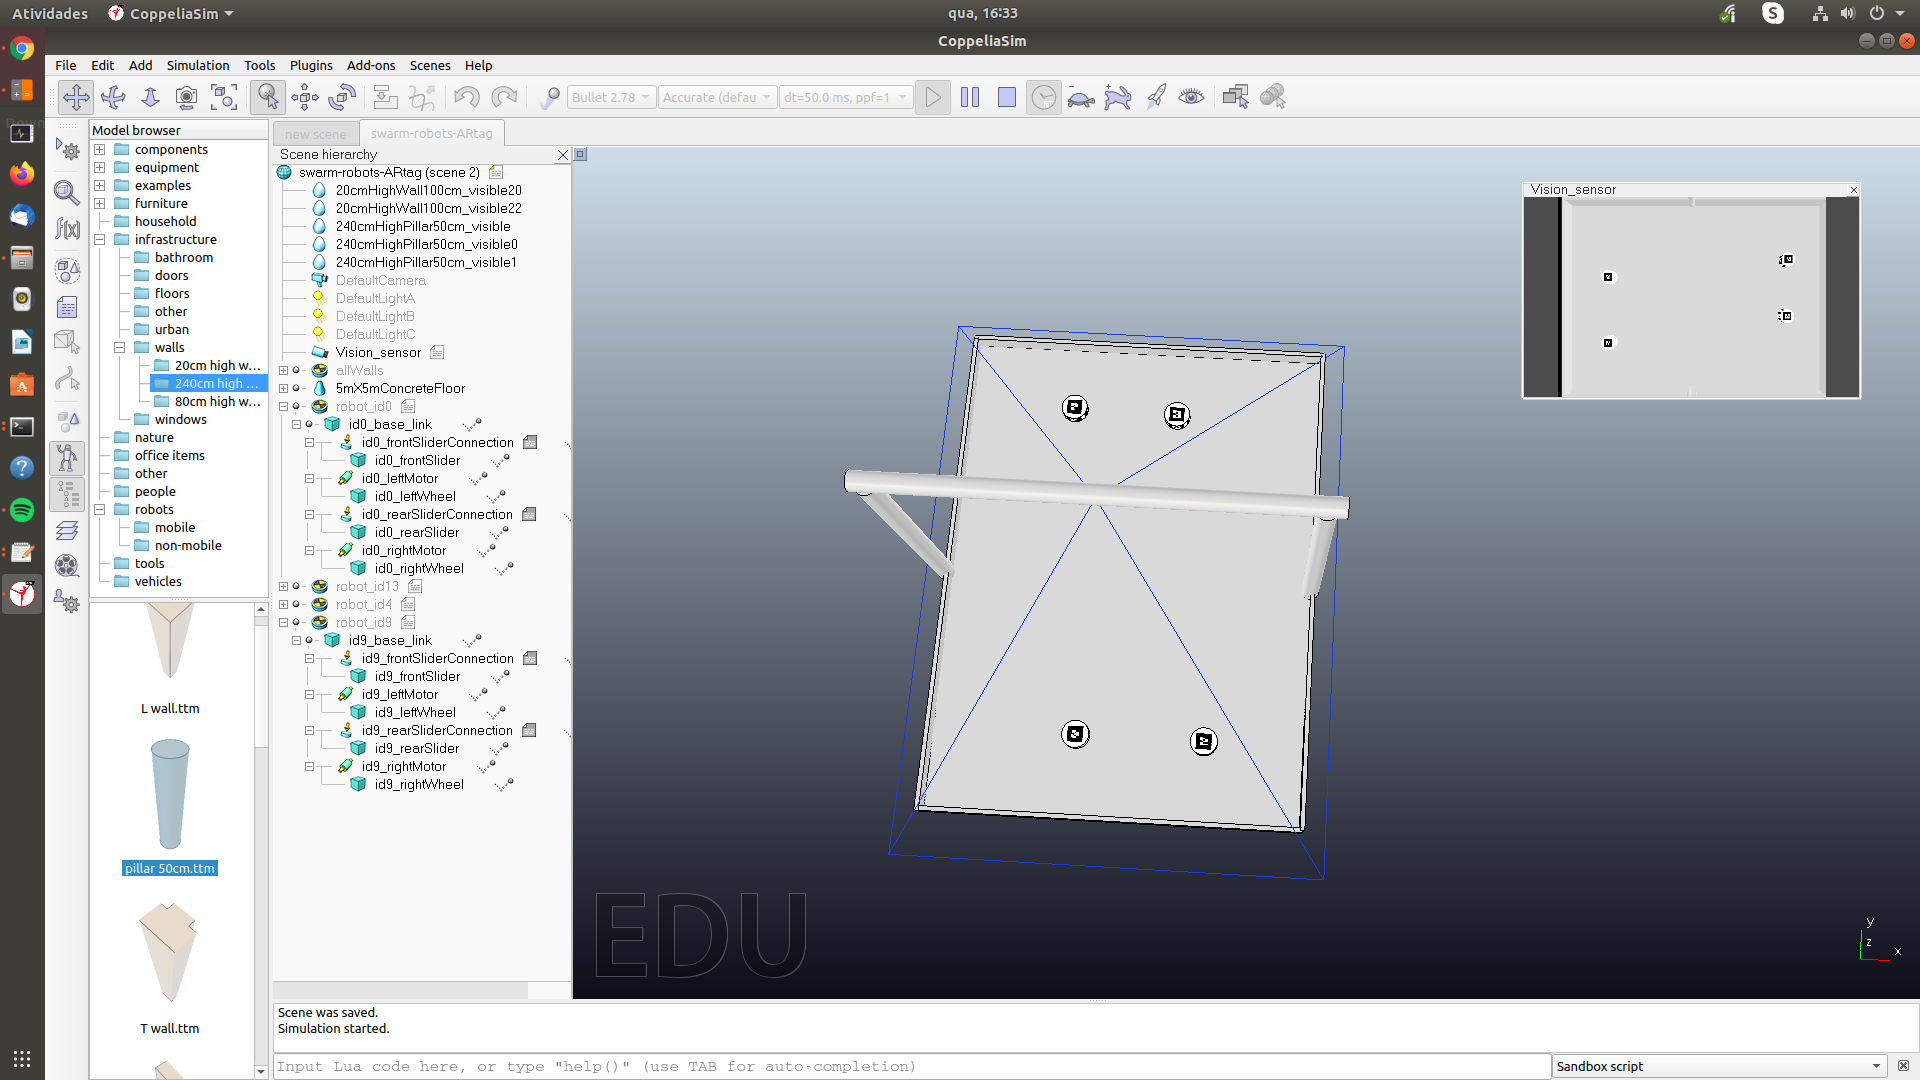 Atividades
CoppeliaSim
qua, 16:33
CoppeliaSim
File Edit Add Simulation Tools Plugins Add-ons Scenes Help
Bullet 2.78
Accurate (defau
dt=50.0 ms, ppf=1
Model browser
components
equipment
examples
furniture
household
infrastructure
bathroom
doors
floors
other
urban
walls
20cm high w...
240cm high ...
80cm high w...
windows
nature
office items
other
people
robots
mobile
non-mobile
tools
vehicles
L wall.ttm
pillar 50cm.ttm
T wall.ttm
new scene
swarm-robots-ARtag
Scene hierarchy
swarm-robots-ARtag (scene 2)
20cmHighWall100cm_visible20
20cmHighWall100cm_visible22
240cmHighPillar50cm_visible
240cmHighPillar50cm_visible0
240cmHighPillar50cm_visible1
DefaultCamera
DefaultLightA
DefaultLightB
DefaultLightC
Vision_sensor
allWalls
5mX5mConcreteFloor
robot_id0
id0_base_link
id0_frontSliderConnection
id0_frontSlider
id0_leftMotor
id0_leftWheel
id0_rearSliderConnection
id0_rearSlider
id0_rightMotor
id0_rightWheel
robot_id13
robot_id4
robot_id9
id9_base_link
id9_frontSliderConnection
id9_frontSlider
id9_leftMotor
id9_leftWheel
id9_rearSliderConnection
id9_rearSlider
id9_rightMotor
id9_rightWheel
Vision_sensor
EDU
y
z
x
Scene was saved.
Simulation started.
Input Lua code here, or type "help()" (use TAB for auto-completion)
Sandbox script